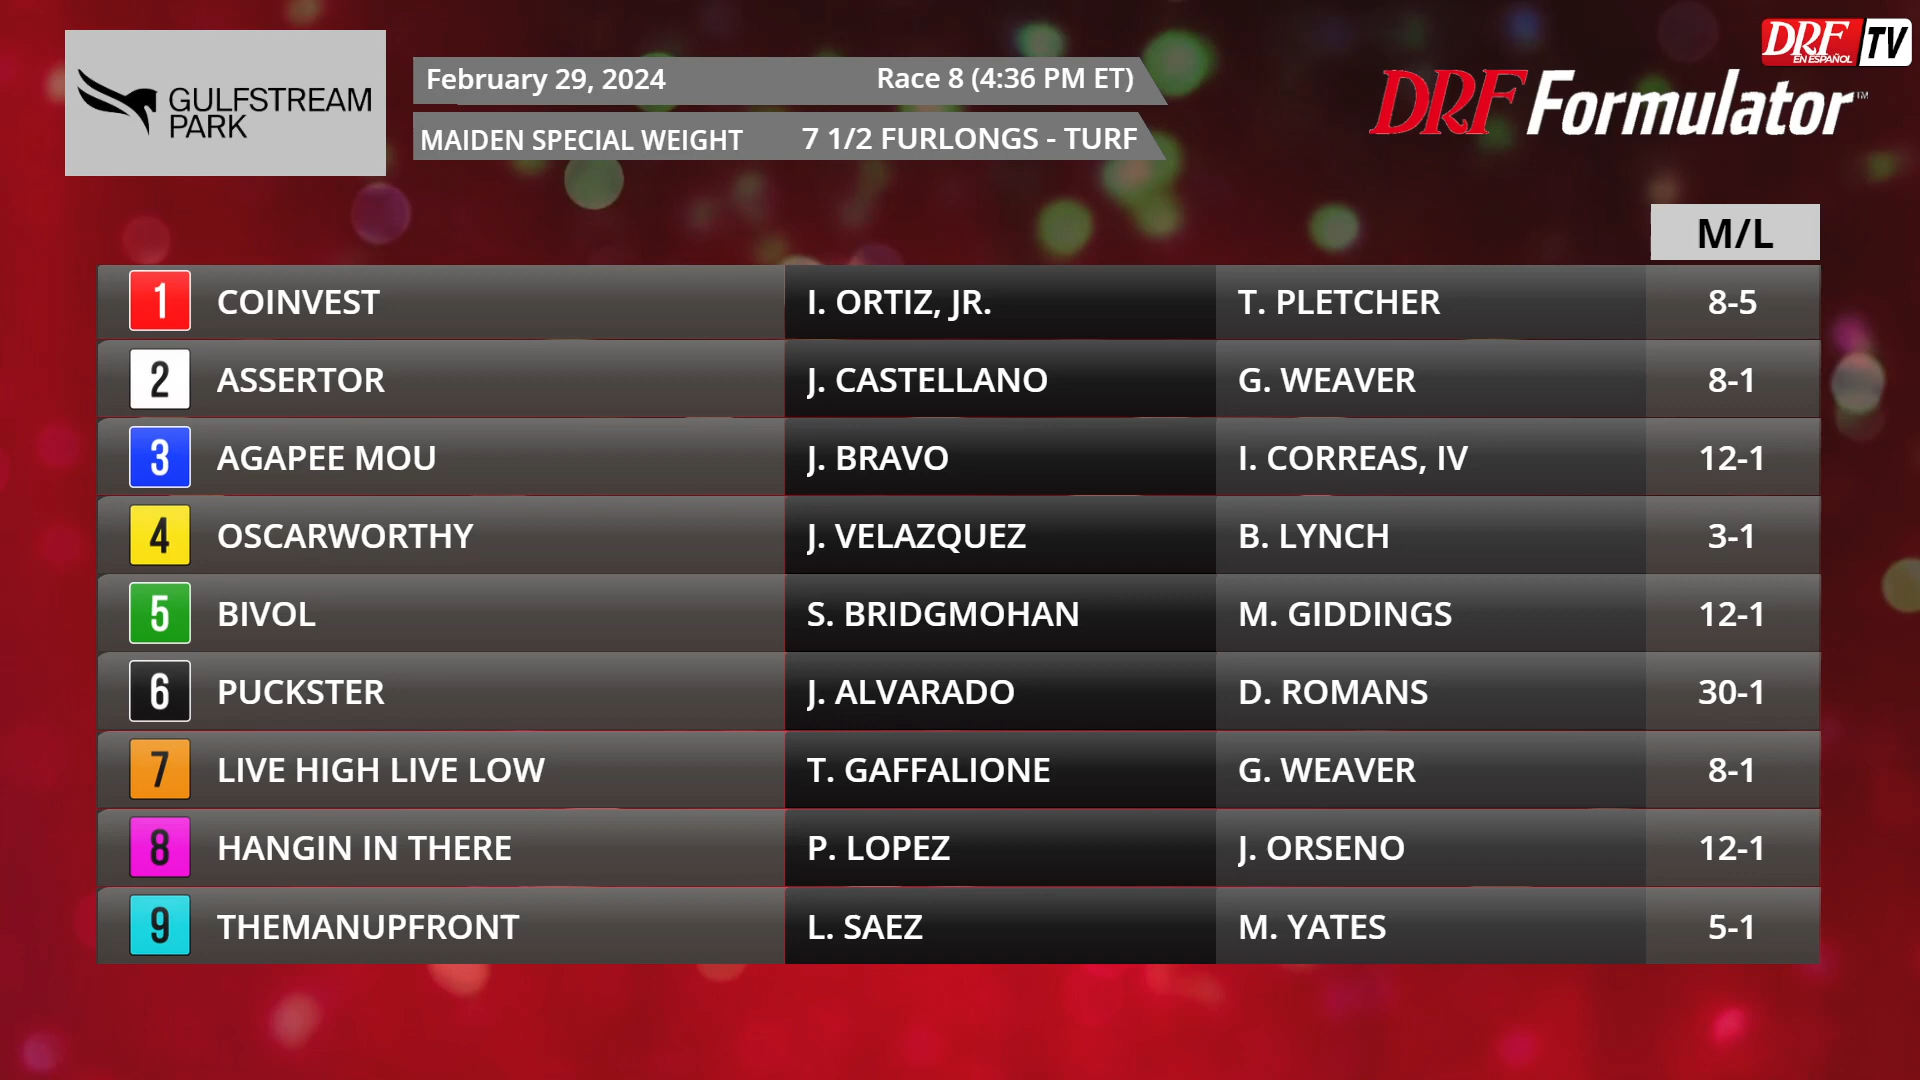 DRF TV
EN ESPAÑOL
GULFSTREAM
PARK
February 29, 2024 Race 8 (4:36 PM ET)
MAIDEN SPECIAL WEIGHT 7 1/2 FURLONGS - TURF
DRF Formulator™
M/L
1 COINVEST I. ORTIZ, JR. T. PLETCHER 8-5
2 ASSERTOR J. CASTELLANO G. WEAVER 8-1
3 AGAPEE MOU J. BRAVO I. CORREAS, IV 12-1
4 OSCARWORTHY J. VELAZQUEZ B. LYNCH 3-1
5 BIVOL S. BRIDGMOHAN M. GIDDINGS 12-1
6 PUCKSTER J. ALVARADO D. ROMANS 30-1
7 LIVE HIGH LIVE LOW T. GAFFALIONE G. WEAVER 8-1
8 HANGIN IN THERE P. LOPEZ J. ORSENO 12-1
9 THEMANUPFRONT L. SAEZ M. YATES 5-1